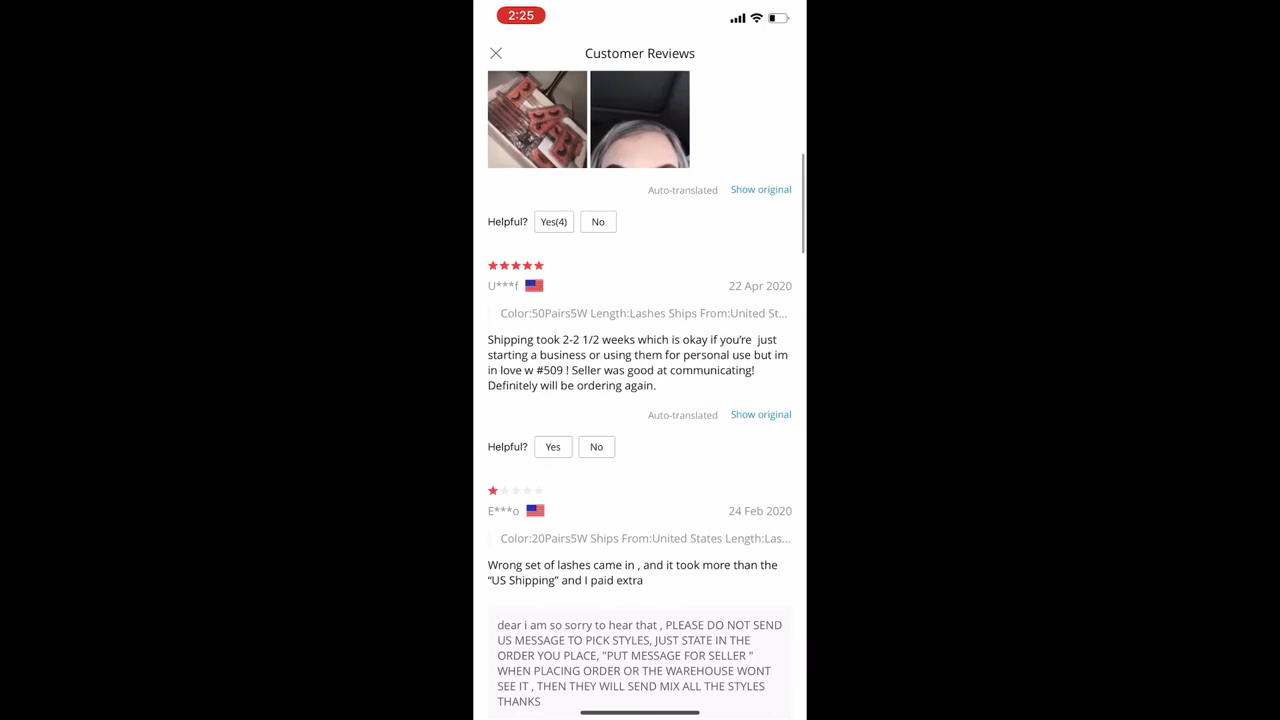 2:25
Customer Reviews
Auto-translated Show original
Helpful? Yes(4) No
U***f 22 Apr 2020
Color:50Pairs5W Length:Lashes Ships From:United St...
Shipping took 2-2 1/2 weeks which is okay if you’re  just
starting a business or using them for personal use but im
in love w #509 ! Seller was good at communicating!
Definitely will be ordering again.
Auto-translated Show original
Helpful? Yes No
E***o 24 Feb 2020
Color:20Pairs5W Ships From:United States Length:Las...
Wrong set of lashes came in , and it took more than the
“US Shipping” and I paid extra
dear i am so sorry to hear that , PLEASE DO NOT SEND
US MESSAGE TO PICK STYLES, JUST STATE IN THE
ORDER YOU PLACE, "PUT MESSAGE FOR SELLER "
WHEN PLACING ORDER OR THE WAREHOUSE WONT
SEE IT , THEN THEY WILL SEND MIX ALL THE STYLES
THANKS